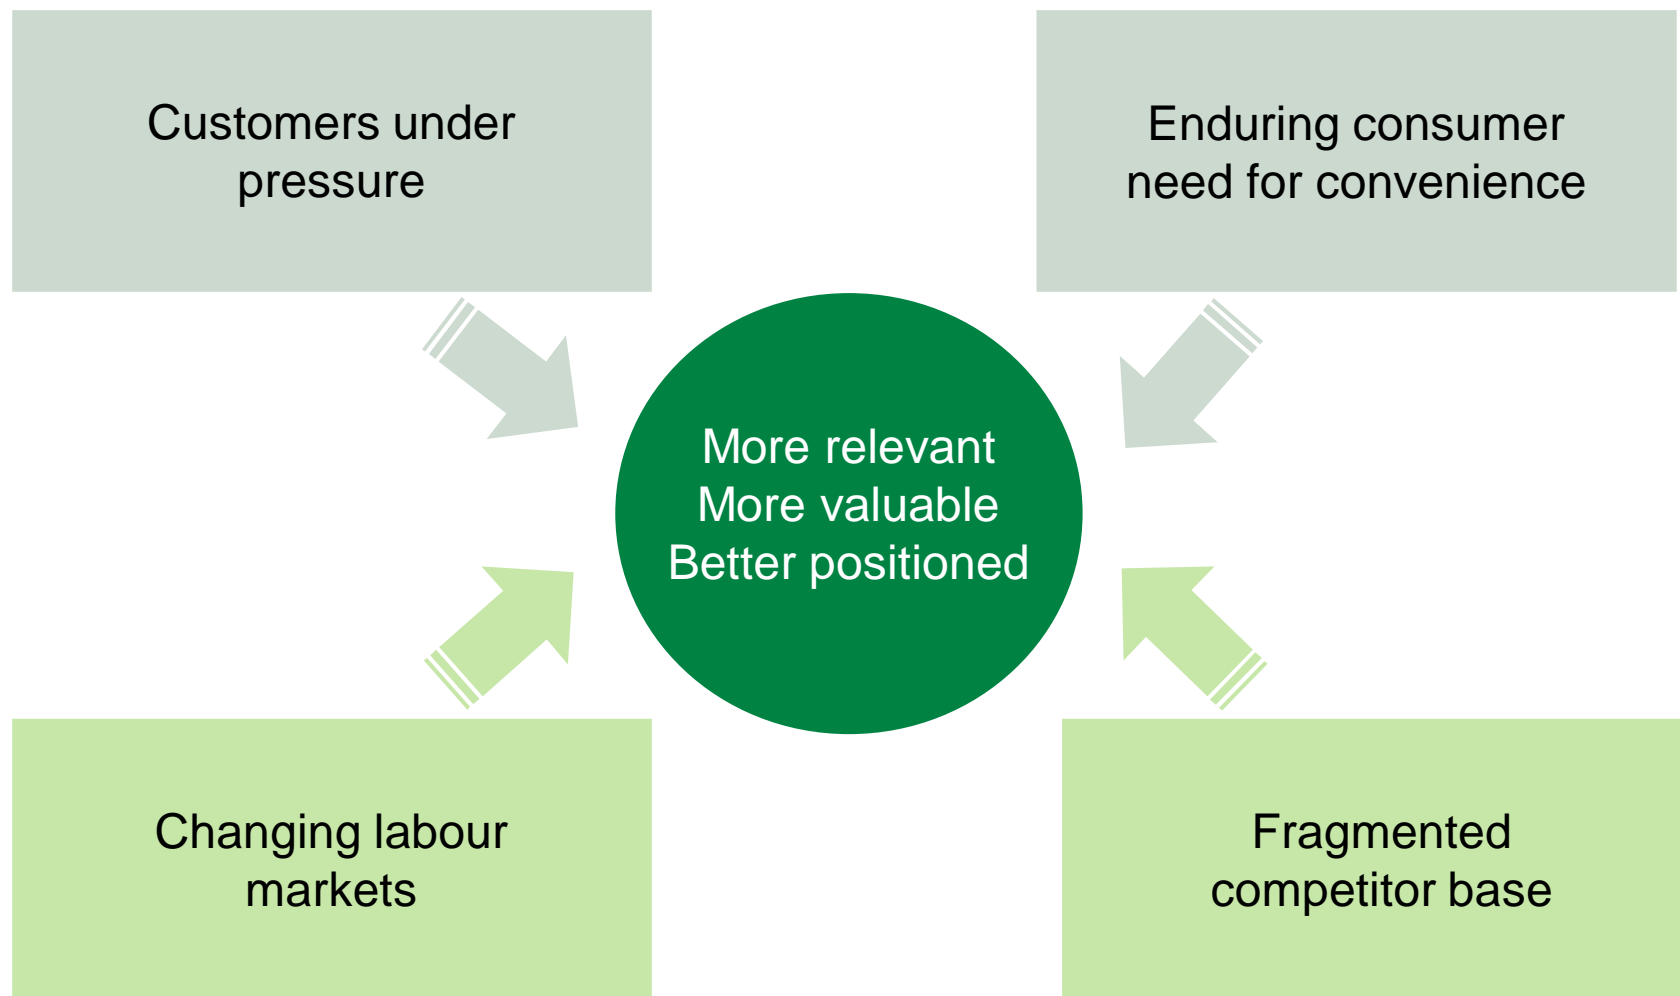 Customers under
pressure
Enduring consumer
need for convenience
More relevant
More valuable
Better positioned
Changing labour
markets
Fragmented
competitor base